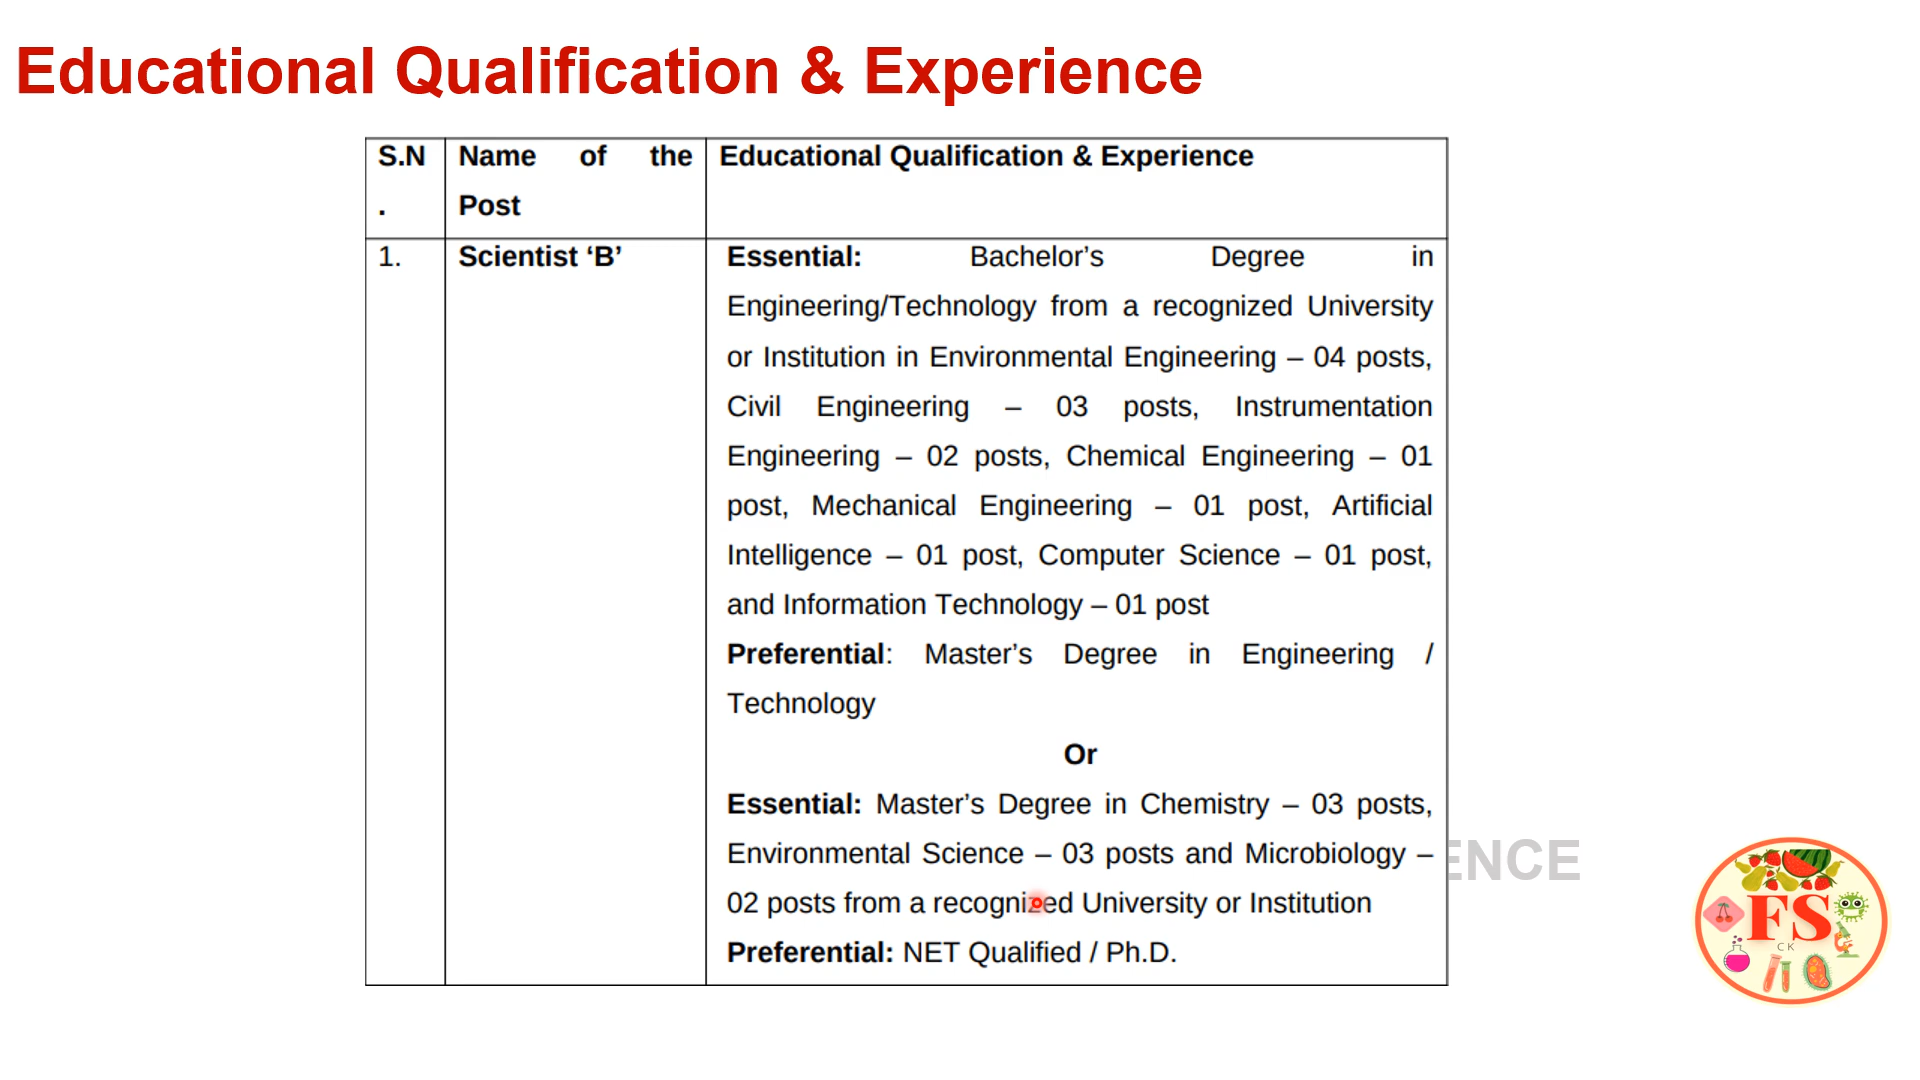 Educational Qualification & Experience
S.N
.
Name of the
Post
Educational Qualification & Experience
1.
Scientist ‘B’
Essential: Bachelor’s Degree in
Engineering/Technology from a recognized University
or Institution in Environmental Engineering – 04 posts,
Civil Engineering – 03 posts, Instrumentation
Engineering – 02 posts, Chemical Engineering – 01
post, Mechanical Engineering – 01 post, Artificial
Intelligence – 01 post, Computer Science – 01 post,
and Information Technology – 01 post
Preferential: Master’s Degree in Engineering /
Technology
Or
Essential: Master’s Degree in Chemistry – 03 posts,
Environmental Science – 03 posts and Microbiology –
02 posts from a recognized University or Institution
Preferential: NET Qualified / Ph.D.
ENCE
FS
CK